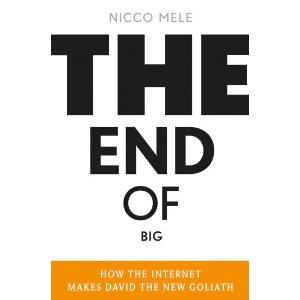 NICCO MELE
THE
END
OF
BIG
HOW THE INTERNET
MAKES DAVID THE NEW GOLIATH